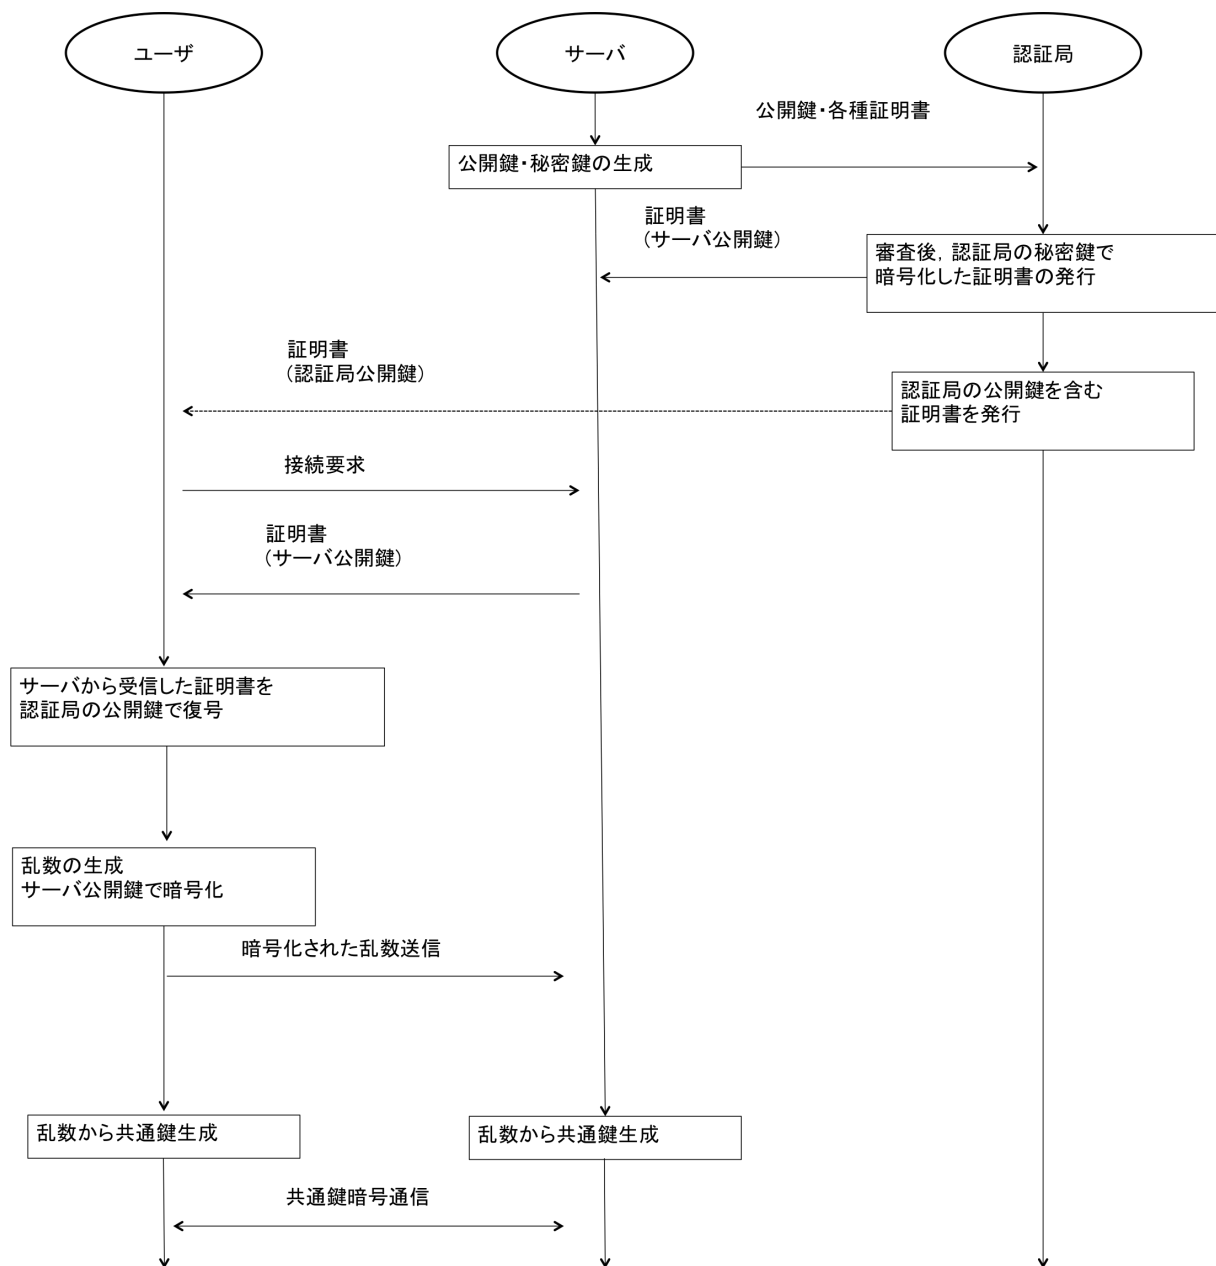 ユーザ
サーバ
認証局
公開鍵・各種証明書
公開鍵・秘密鍵の生成
証明書
(サーバ公開鍵)
審査後，認証局の秘密鍵で
暗号化した証明書の発行
証明書
(認証局公開鍵)
認証局の公開鍵を含む
証明書を発行
接続要求
証明書
(サーバ公開鍵)
サーバから受信した証明書を
認証局の公開鍵で復号
乱数の生成
サーバ公開鍵で暗号化
暗号化された乱数送信
乱数から共通鍵生成
乱数から共通鍵生成
共通鍵暗号通信